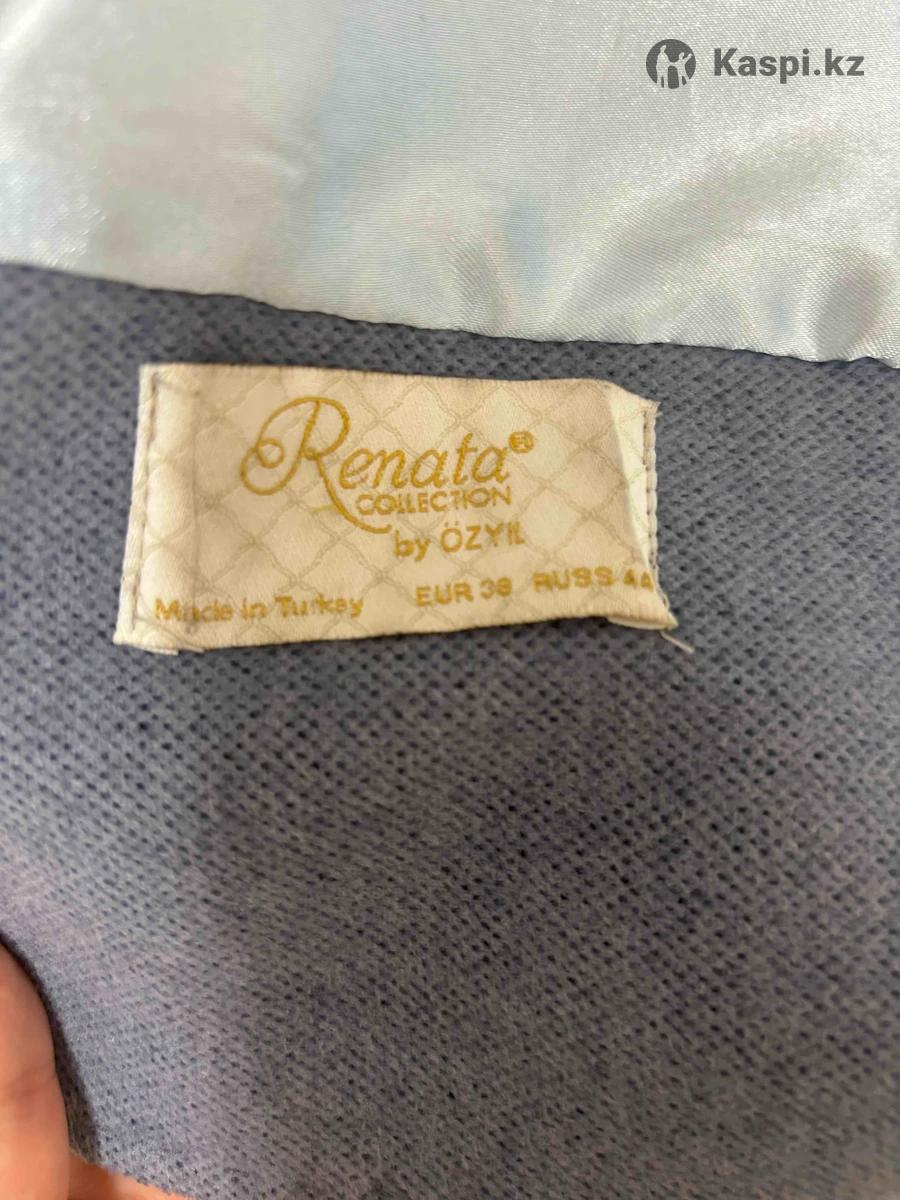 Kaspi.kz
Renata®
COLLECTION
by ÖZYIL
Made in Turkey EUR 38 RUSS 44